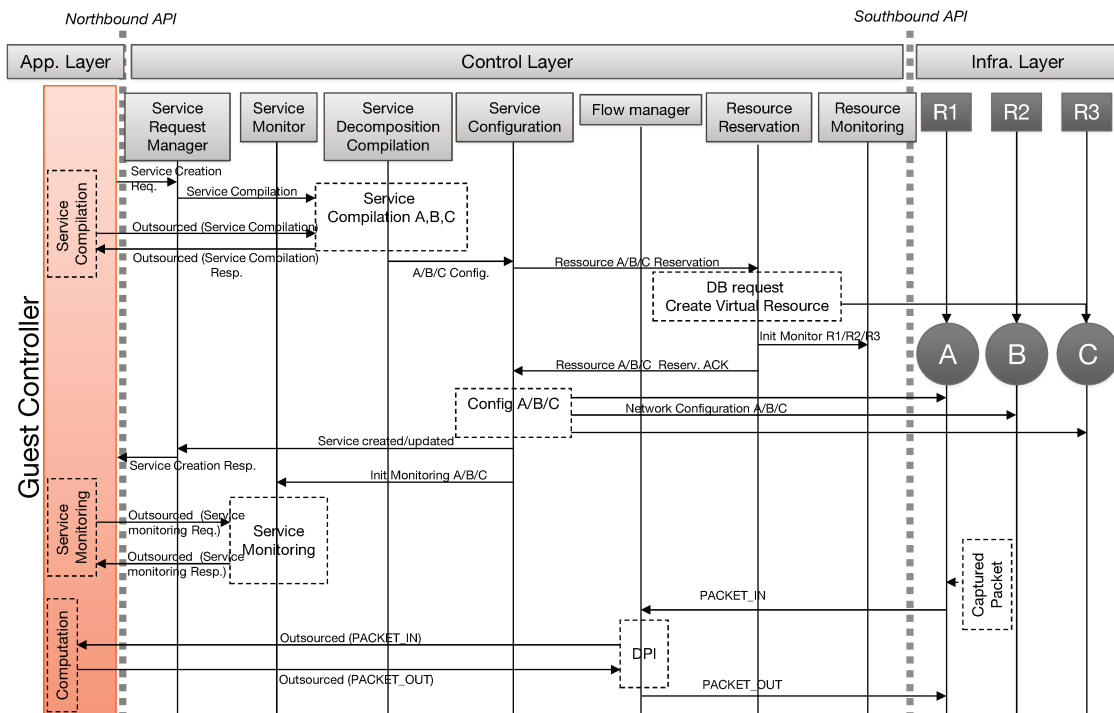 Northbound API
Southbound API
App. Layer
Control Layer
Infra. Layer
Service
Request
Manager
Service
Monitor
Service
Decomposition
Compilation
Service
Configuration
Flow manager
Resource
Reservation
Resource
Monitoring
R1
R2
R3
Guest Controller
Service Creation
Req.
Service
Compilation
Service Compilation
Service
Compilation A,B,C
Outsourced (Service Compilation)
Outsourced (Service Compilation)
Resp.
A/B/C Config.
Ressource A/B/C Reservation
DB request
Create Virtual Resource
Init Monitor R1/R2/R3
A
B
C
Ressource A/B/C  Reserv. ACK
Config A/B/C
Network Configuration A/B/C
Service created/updated
Service Creation Resp.
Init Monitoring A/B/C
Service
Monitoring
Outsourced  (Service
monitoring Req.)
Service
Monitoring
Outsourced  (Service
monitoring Resp.)
Captured
Packet
PACKET_IN
Computation
Outsourced (PACKET_IN)
DPI
Outsourced (PACKET_OUT)
PACKET_OUT